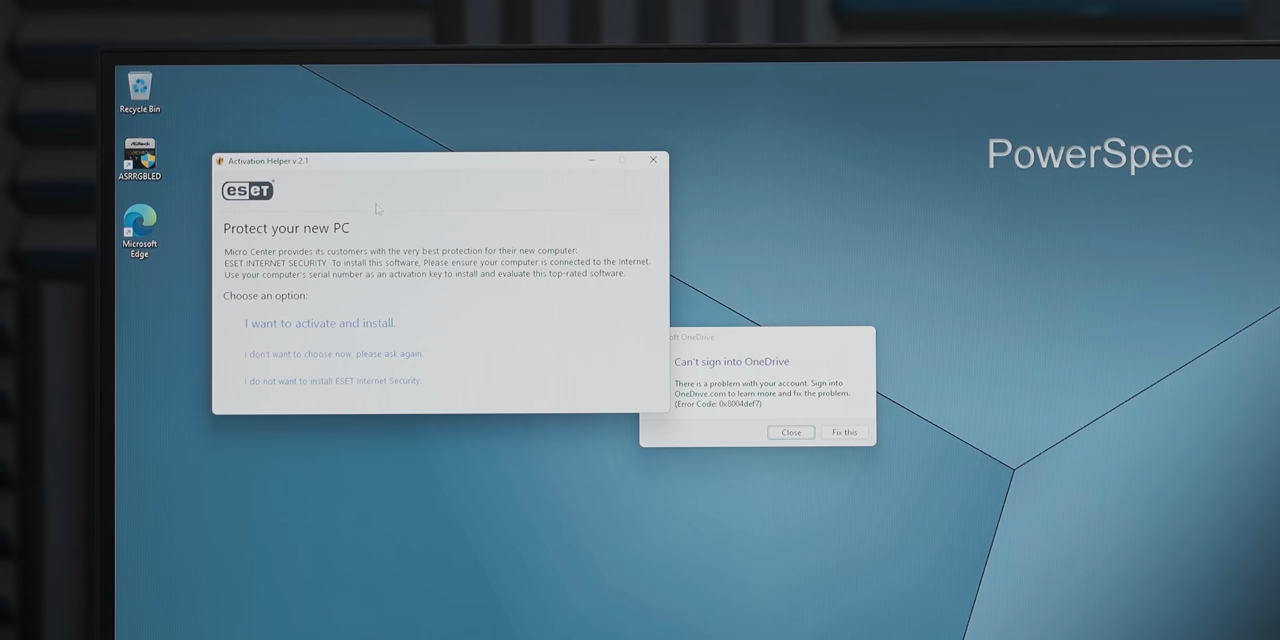 Recycle Bin
ASRock
ASRRGBLED
Microsoft
Edge
PowerSpec
Activation Helper v.2.1
eseT
Protect your new PC
Micro Center provides its customers with the very best protection for their new computer:
ESET INTERNET SECURITY. To install this software, Please ensure your computer is connected to the Internet.
Use your computer's serial number as an activation key to install and evaluate this top-rated software.
Choose an option:
I want to activate and install.
I don't want to choose now, please ask again.
I do not want to install ESET Internet Security.
oft OneDrive
Can't sign into OneDrive
There is a problem with your account. Sign into
OneDrive.com to learn more and fix the problem.
(Error Code: 0x8004def7)
Close
Fix this